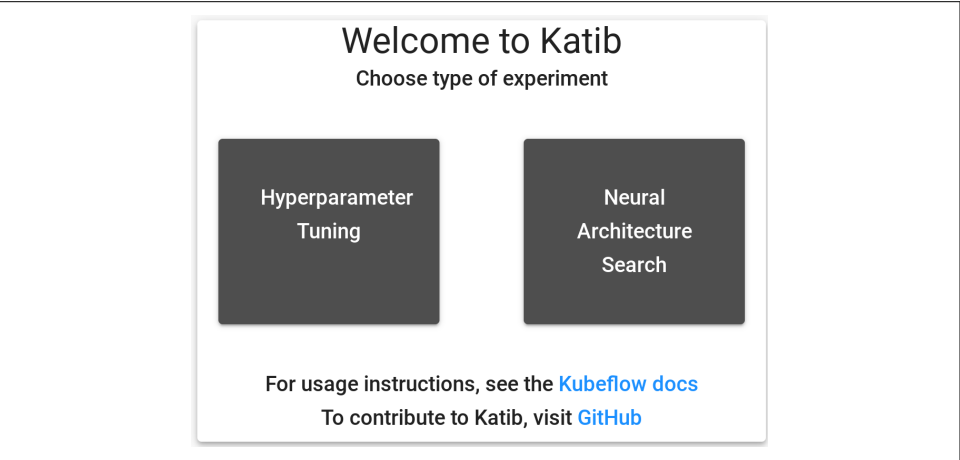 Welcome to Katib
Choose type of experiment
Hyperparameter
Tuning
Neural
Architecture
Search
For usage instructions, see the Kubeflow docs
To contribute to Katib, visit GitHub